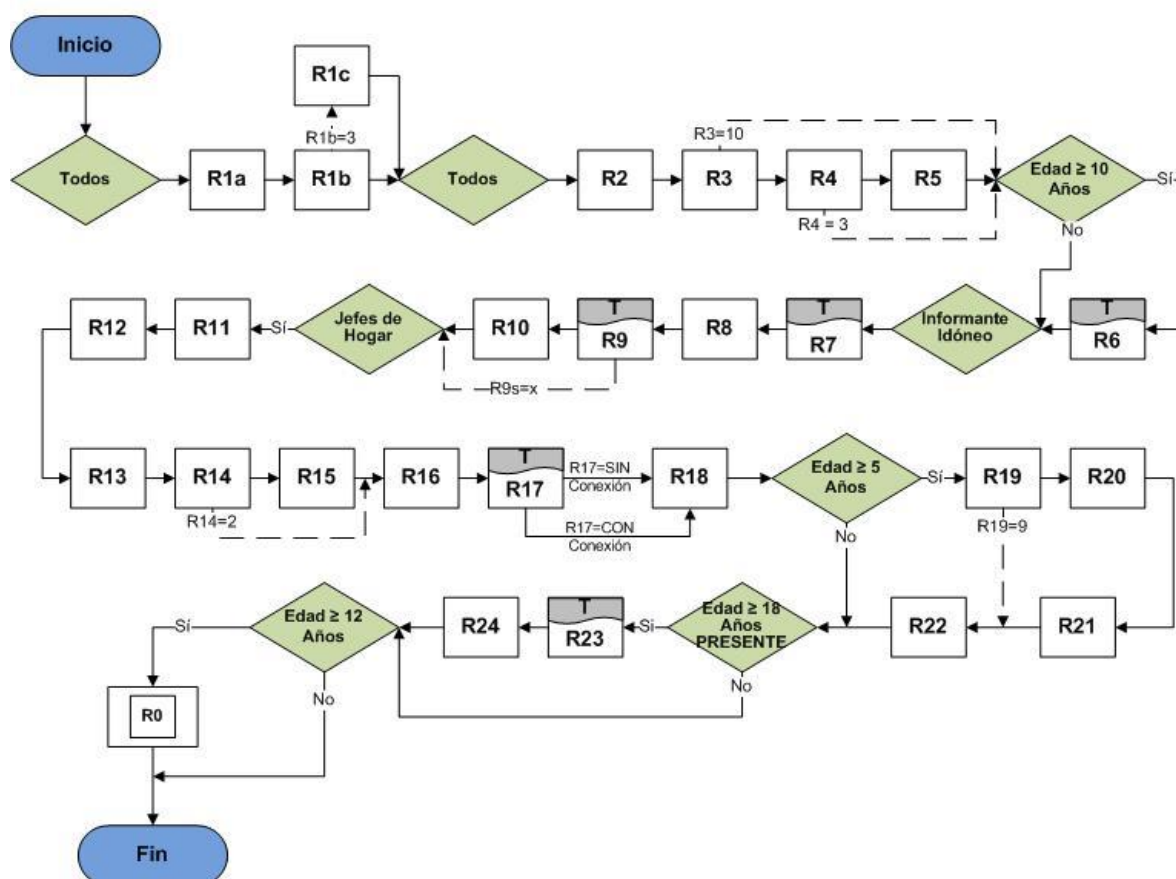 Inicio
R1c
R1b=3
R3=10
Todos
R1a
R1b
Todos
R2
R3
R4
R5
Edad ≥ 10
Años
Sí
R4 = 3
No
R12
R11
Sí
Jefes de
Hogar
R10
T
R9
R8
T
R7
Informante
Idóneo
T
R6
R9s=x
R13
R14
R15
R16
T
R17
R17=SIN
Conexión
R18
Edad ≥ 5
Años
Sí
R19
R20
R14=2
R17=CON
Conexión
No
R19=9
Sí
Edad ≥ 12
Años
R24
T
R23
Si
Edad ≥ 18
Años
PRESENTE
R22
R21
No
No
R0
Fin